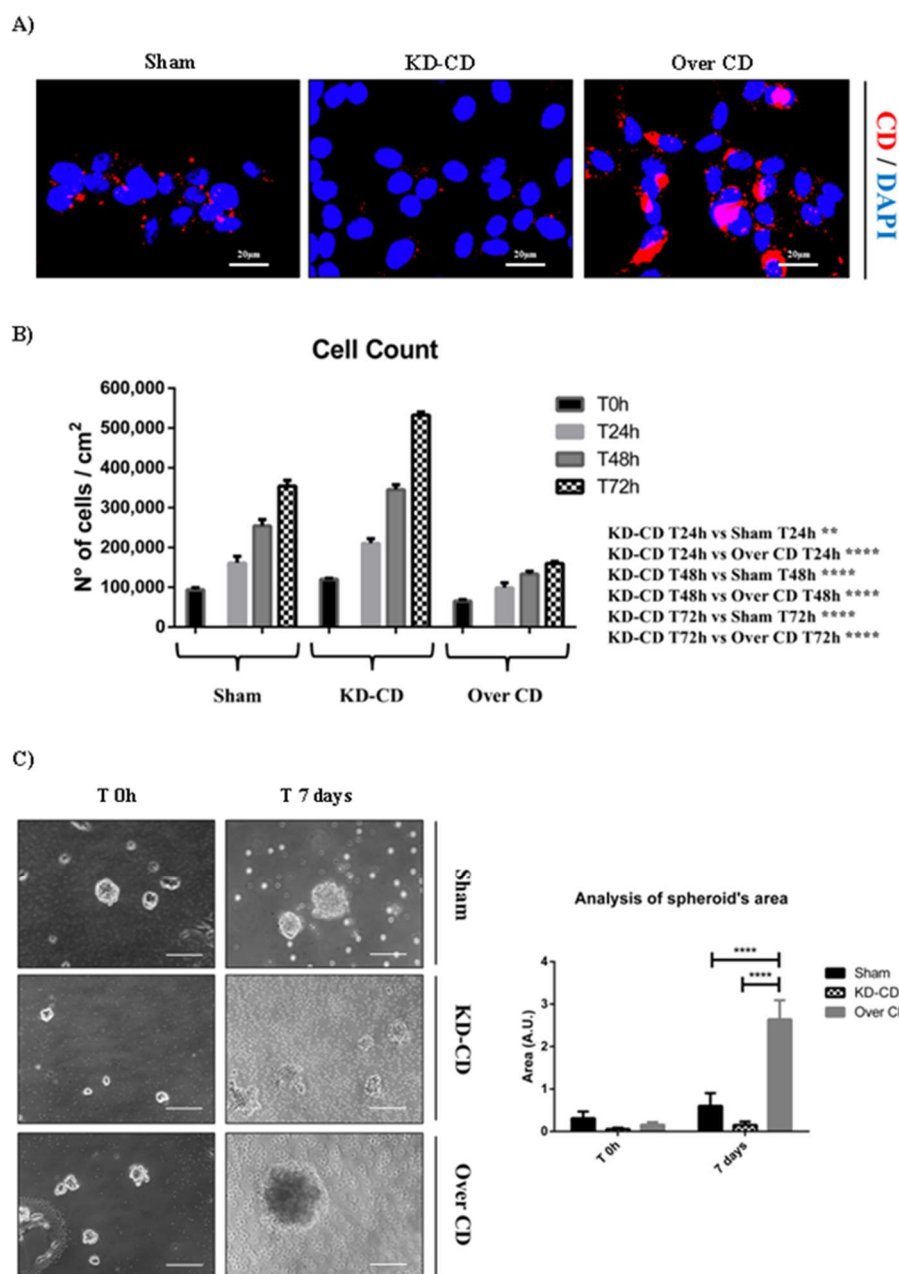 A)
Sham KD-CD Over CD
20μm 20μm 20μm
CD / DAPI
B)
Cell Count
N° of cells / cm2
600,000
500,000
400,000
300,000
200,000
100,000
0
T0h
T24h
T48h
T72h
KD-CD T24h vs Sham T24h **
KD-CD T24h vs Over CD T24h ****
KD-CD T48h vs Sham T48h ****
KD-CD T48h vs Over CD T48h ****
KD-CD T72h vs Sham T72h ****
KD-CD T72h vs Over CD T72h ****
Sham KD-CD Over CD
C)
T 0h T 7 days
Sham
KD-CD
Over CD
Analysis of spheroid's area
Area (A.U.)
4
3
2
1
0
****
****
T 0h
7 days
Sham
KD-CD
Over C